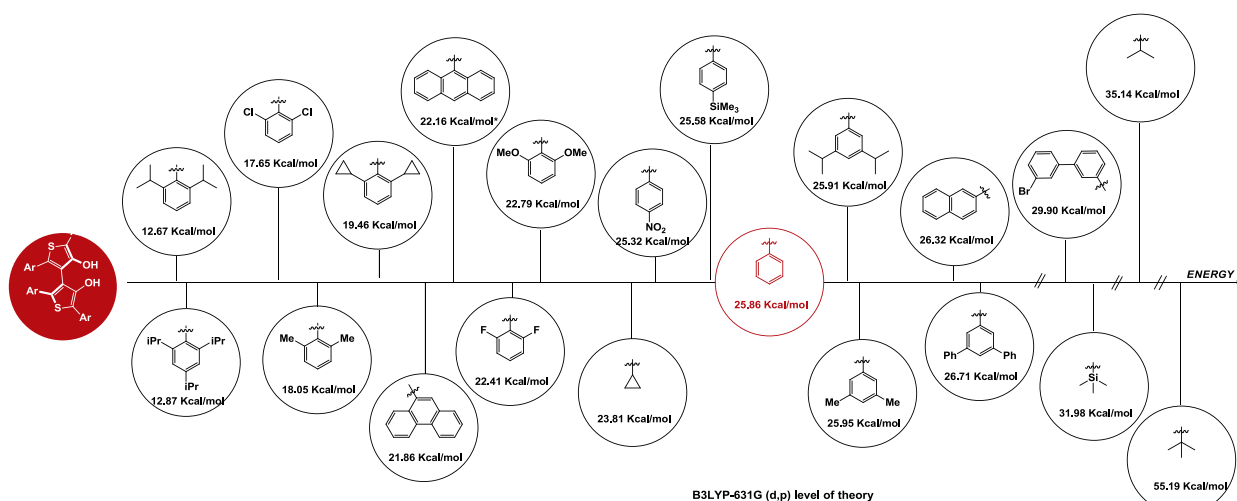 35.14 Kcal/mol
SiMe3
25.58 Kcal/mol
22.16 Kcal/mol*
Cl Cl
17.65 Kcal/mol
25.91 Kcal/mol
Br
29.90 Kcal/mol
MeO OMe
22.79 Kcal/mol
12.67 Kcal/mol
19.46 Kcal/mol
NO2
25.32 Kcal/mol
26.32 Kcal/mol
S
Ar OH
OH
Ar
S Ar
25.86 Kcal/mol
ENERGY
iPr iPr
iPr
12.87 Kcal/mol
Me Me
18.05 Kcal/mol
21.86 Kcal/mol
F F
22.41 Kcal/mol
23.81 Kcal/mol
Me Me
25.95 Kcal/mol
Ph Ph
26.71 Kcal/mol
Si
31.98 Kcal/mol
55.19 Kcal/mol
B3LYP-631G (d,p) level of theory